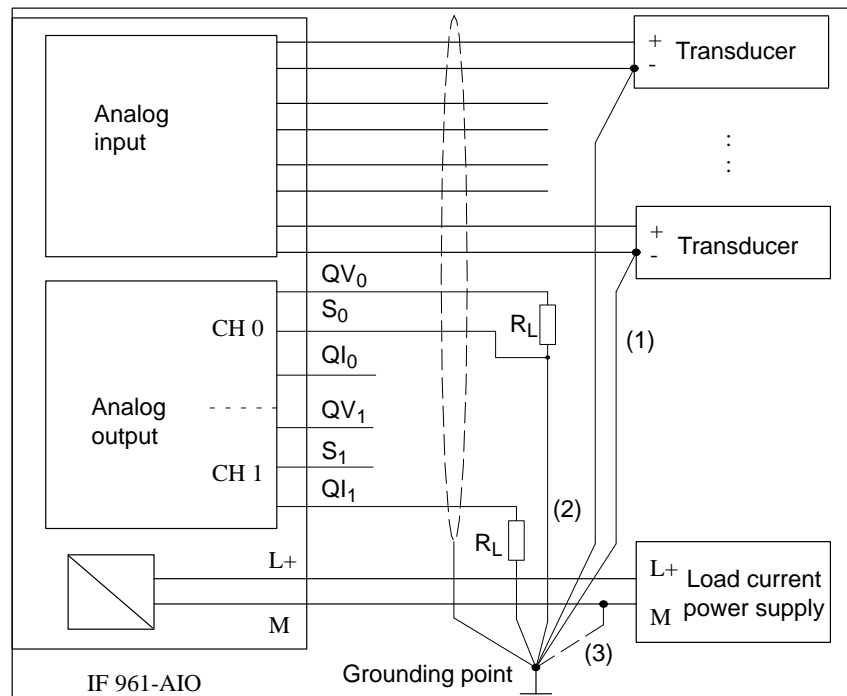 +
-
Transducer
Analog
input
+
-
Transducer
QV0
S0
CH 0
RL
(1)
QI0
Analog
output
QV1
S1
CH 1
QI1
(2)
RL
L+
M
L+
M
Load current
power supply
(3)
Grounding point
IF 961-AIO